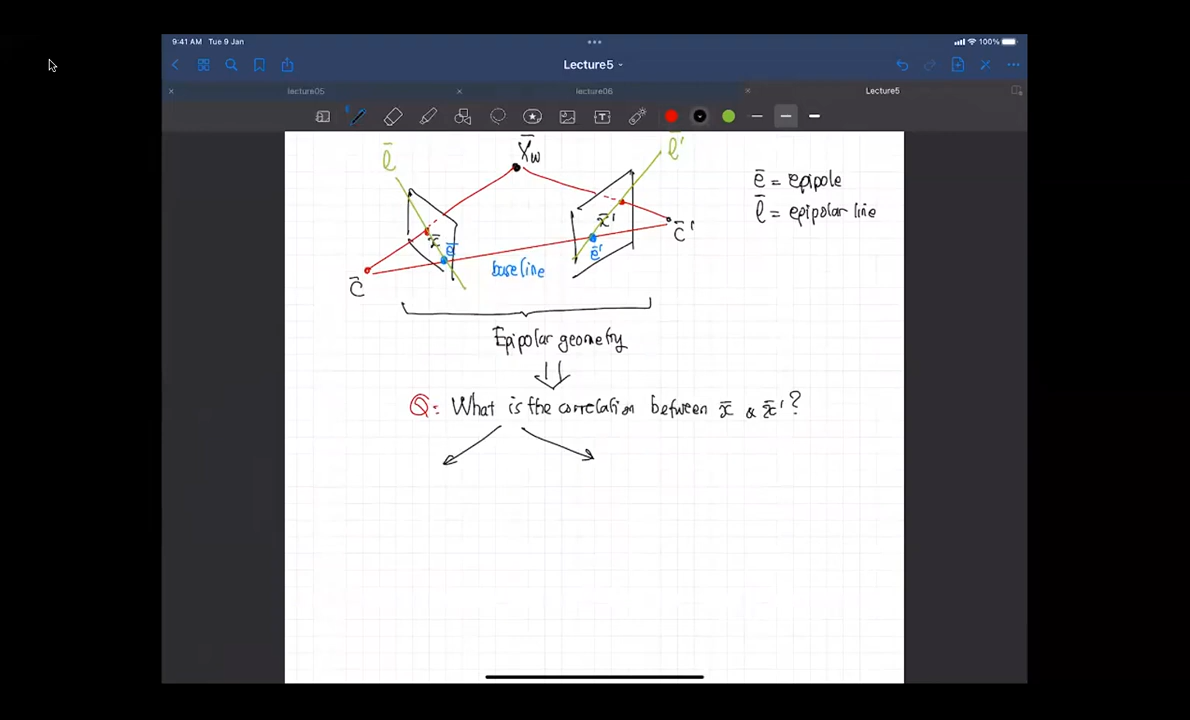 9:41 AM Tue 9 Jan
100%
Lecture5
lecture05
lecture06
Lecture5
X̄w
l̄
l̄'
ē = epipole
l̄ = epipolar line
x̄
x̄'
ē
ē'
C̄'
baseline
C̄
Epipolar geometry
Q: What is the correlation between x̄ & x̄'?